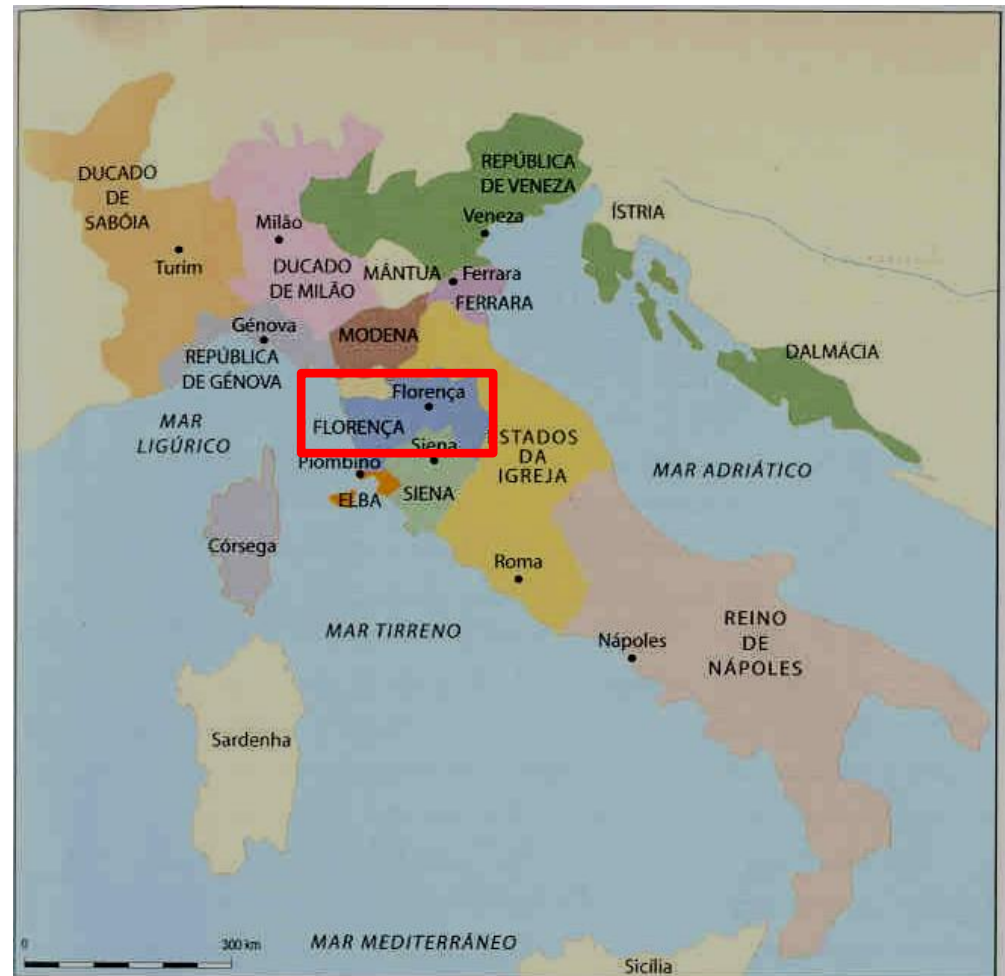 DUCADO
DE
SABÓIA
Turim
Milão
DUCADO
DE MILÃO
REPÚBLICA
DE VENEZA
Veneza
ÍSTRIA
MÂNTUA
Ferrara
FERRARA
Génova
REPÚBLICA
DE GÉNOVA
MODENA
DALMÁCIA
MAR
LIGÚRICO
Florença
FLORENÇA
Siena
STADOS
DA
IGREJA
MAR ADRIÁTICO
Piombino
ELBA
SIENA
Córsega
Roma
MAR TIRRENO
Nápoles
REINO
DE
NÁPOLES
Sardenha
0 300 km
MAR MEDITERRÂNEO
Sicília